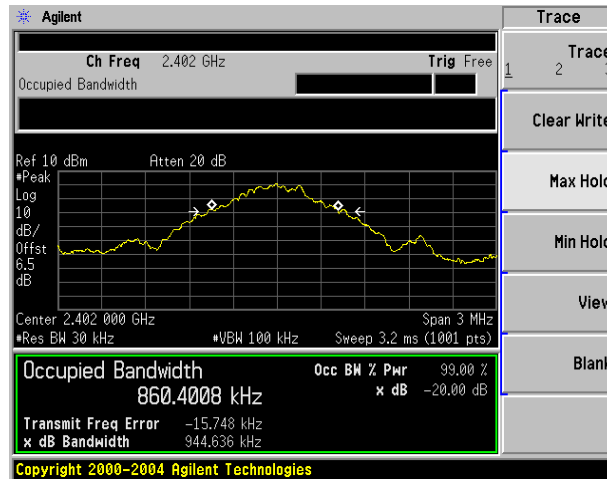 Agilent
Trace
Ch Freq 2.402 GHz Trig Free
Occupied Bandwidth
Trace
1 2
Clear Write
Max Hold
Min Hold
View
Blank
Ref 10 dBm Atten 20 dB
#Peak
Log
10
dB/
Offst
6.5
dB
Center 2.402 000 GHz Span 3 MHz
#Res BW 30 kHz #VBW 100 kHz Sweep 3.2 ms (1001 pts)
Occupied Bandwidth Occ BW % Pwr 99.00 %
860.4008 kHz x dB -20.00 dB
Transmit Freq Error -15.748 kHz
x dB Bandwidth 944.636 kHz
Copyright 2000-2004 Agilent Technologies